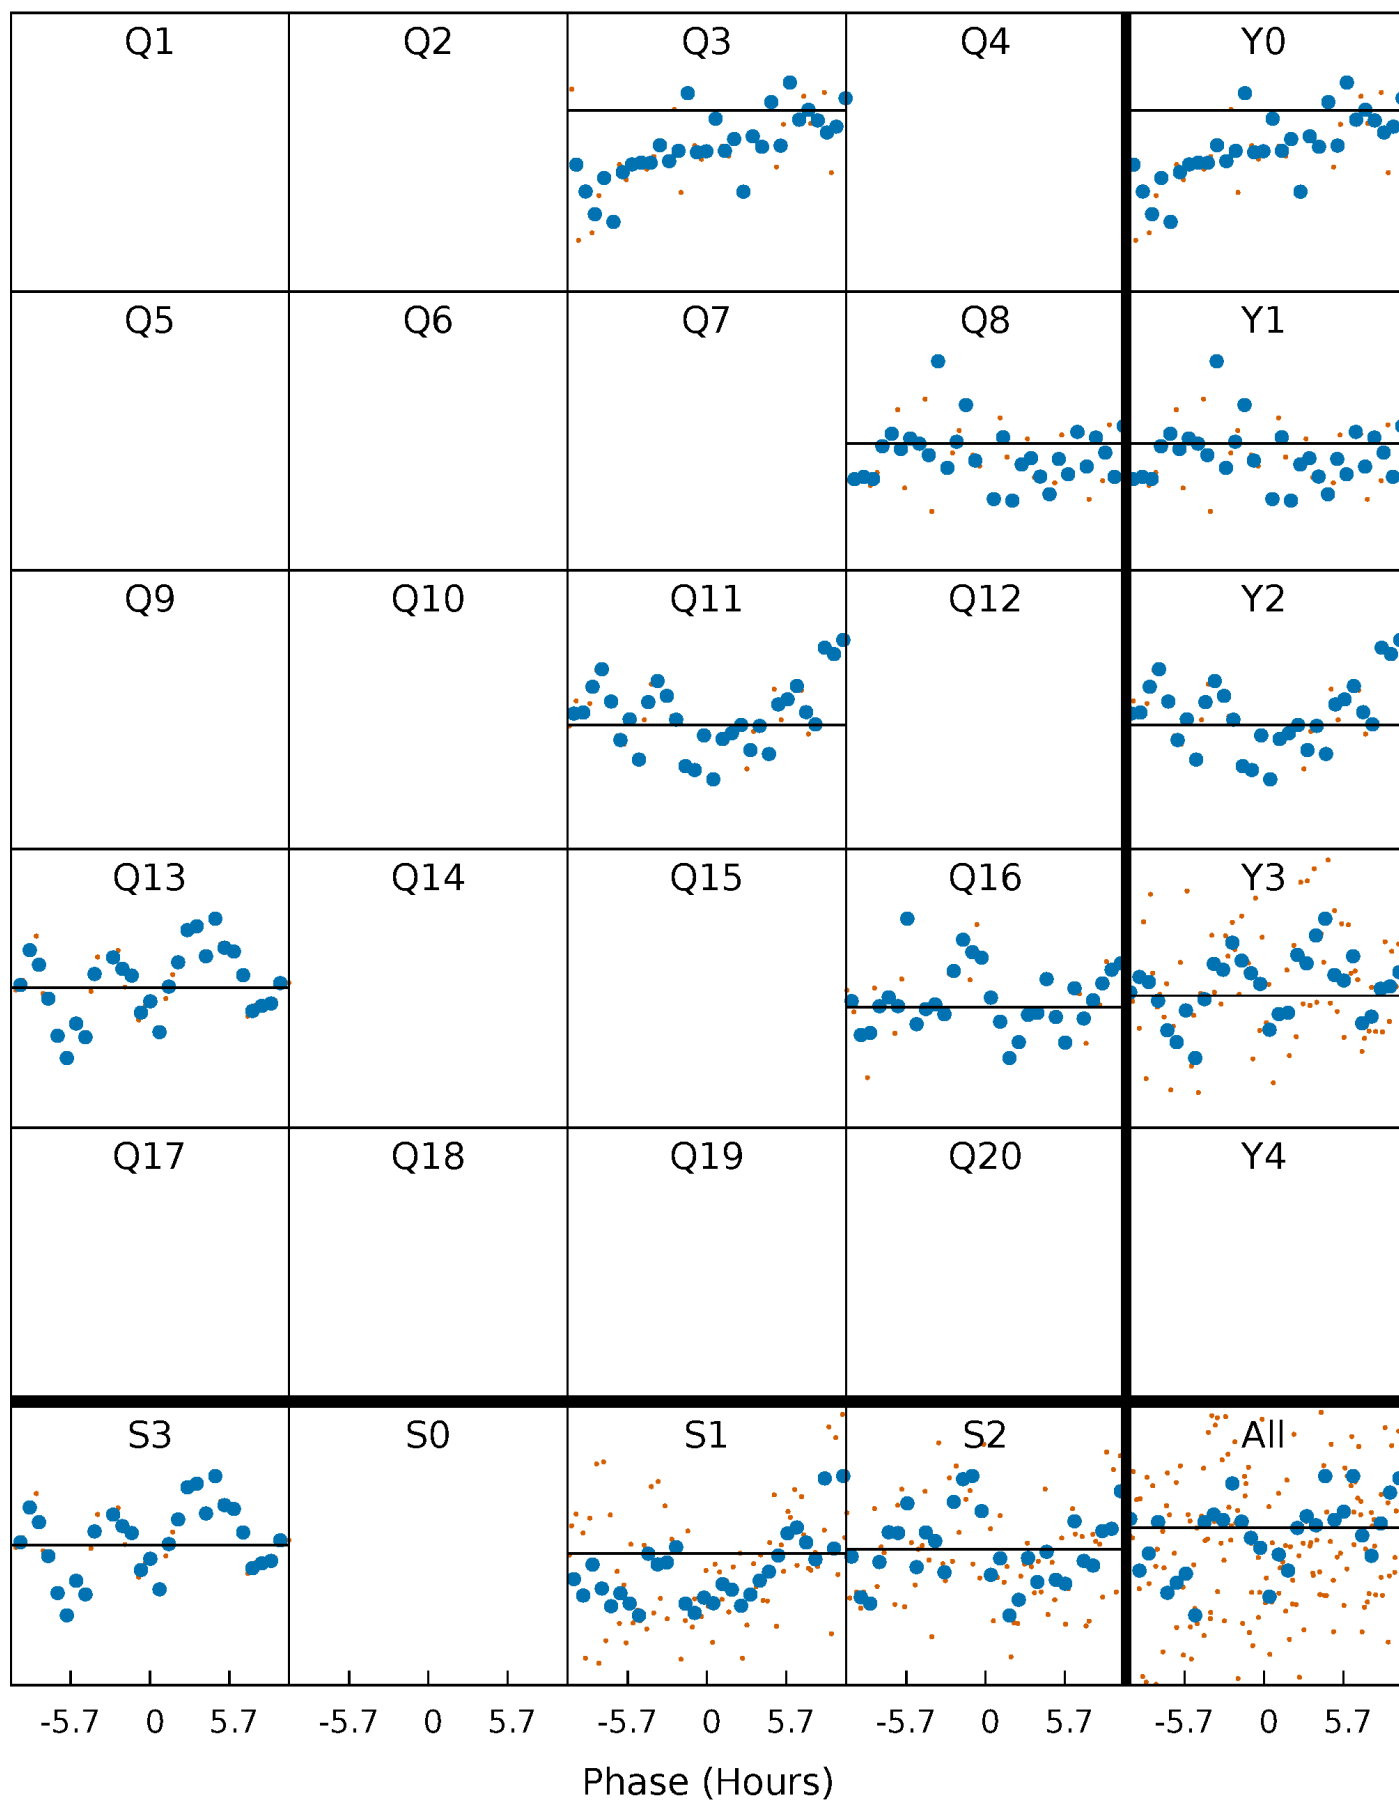 Q1 Q2 Q3 Q4 Y0
Q5 Q6 Q7 Q8 Y1
Q9 Q10 Q11 Q12 Y2
Q13 Q14 Q15 Q16 Y3
Q17 Q18 Q19 Q20 Y4
S3 S0 S1 S2 All
-5.7 0 5.7 -5.7 0 5.7 -5.7 0 5.7 -5.7 0 5.7 -5.7 0 5.7
Phase (Hours)